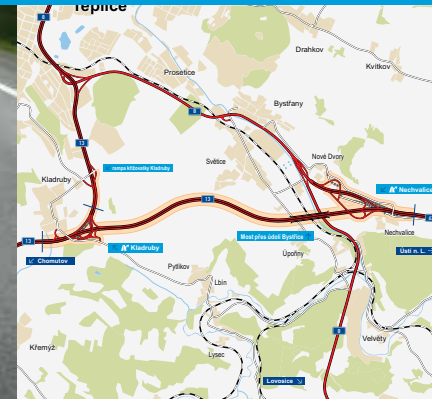 Teplice
8
Drahkov
Kvítkov
Prosetice
Bystřany
8
13
Světice
Nové Dvory
rampa křižovatky Kladruby
Kladruby
Nechvalice
13
Nechvalice
13
Kladruby
Most přes údolí Bystřice
Ústí n. L.
Chomutov
Úpořiny
Pytlíkov
Lbín
8
Velvěty
Křemýž
Lysec
Lovosice